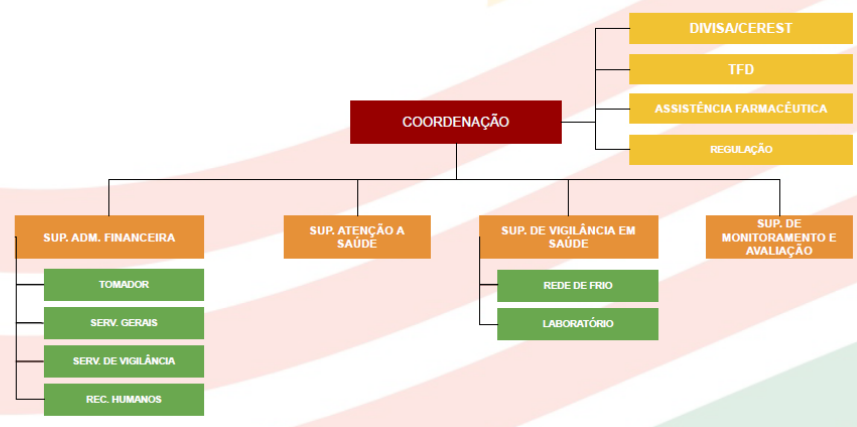 DIVISA/CEREST
TFD
ASSISTÊNCIA FARMACÊUTICA
REGULAÇÃO
COORDENAÇÃO
SUP. ADM. FINANCEIRA
TOMADOR
SERV. GERAIS
SERV. DE VIGILÂNCIA
REC. HUMANOS
SUP. ATENÇÃO A
SAÚDE
SUP. DE VIGILÂNCIA EM
SAÚDE
REDE DE FRIO
LABORATÓRIO
SUP. DE
MONITORAMENTO E
AVALIAÇÃO